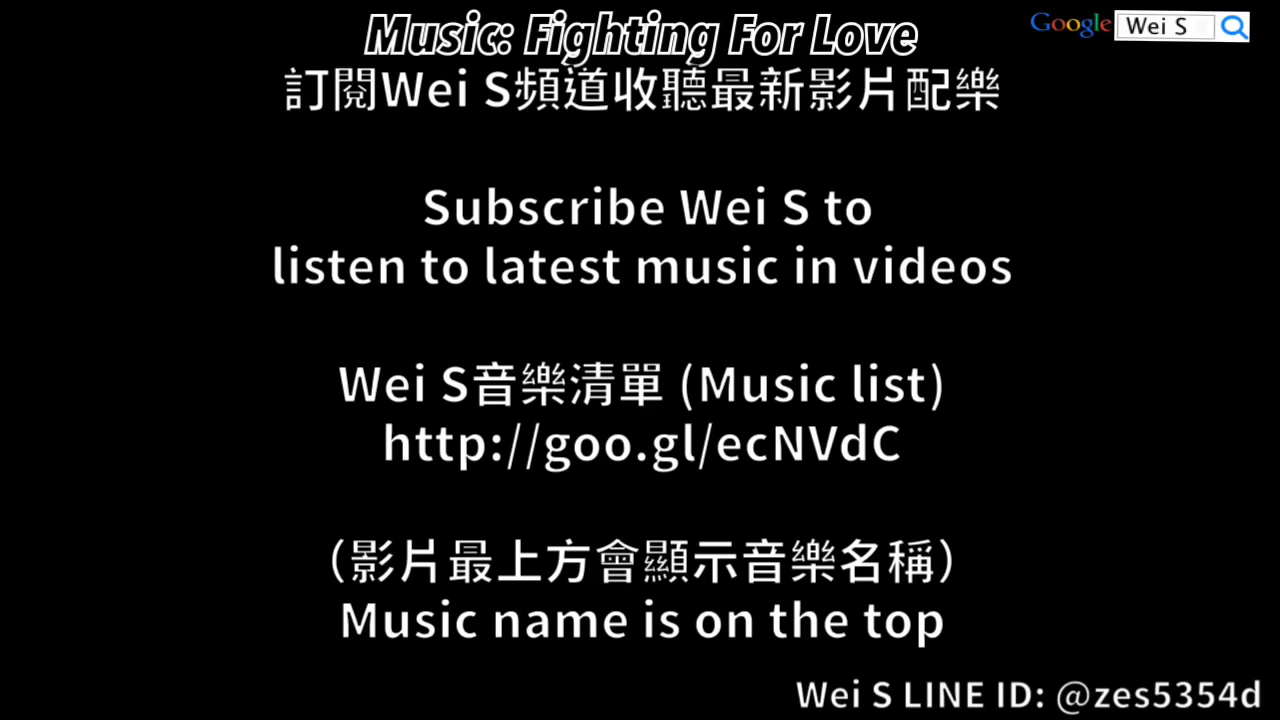 Music: Fighting For Love
Google Wei S
訂閱Wei S頻道收聽最新影片配樂
Subscribe Wei S to
listen to latest music in videos
Wei S音樂清單 (Music list)
http://goo.gl/ecNVdC
（影片最上方會顯示音樂名稱）
Music name is on the top
Wei S LINE ID: @zes5354d